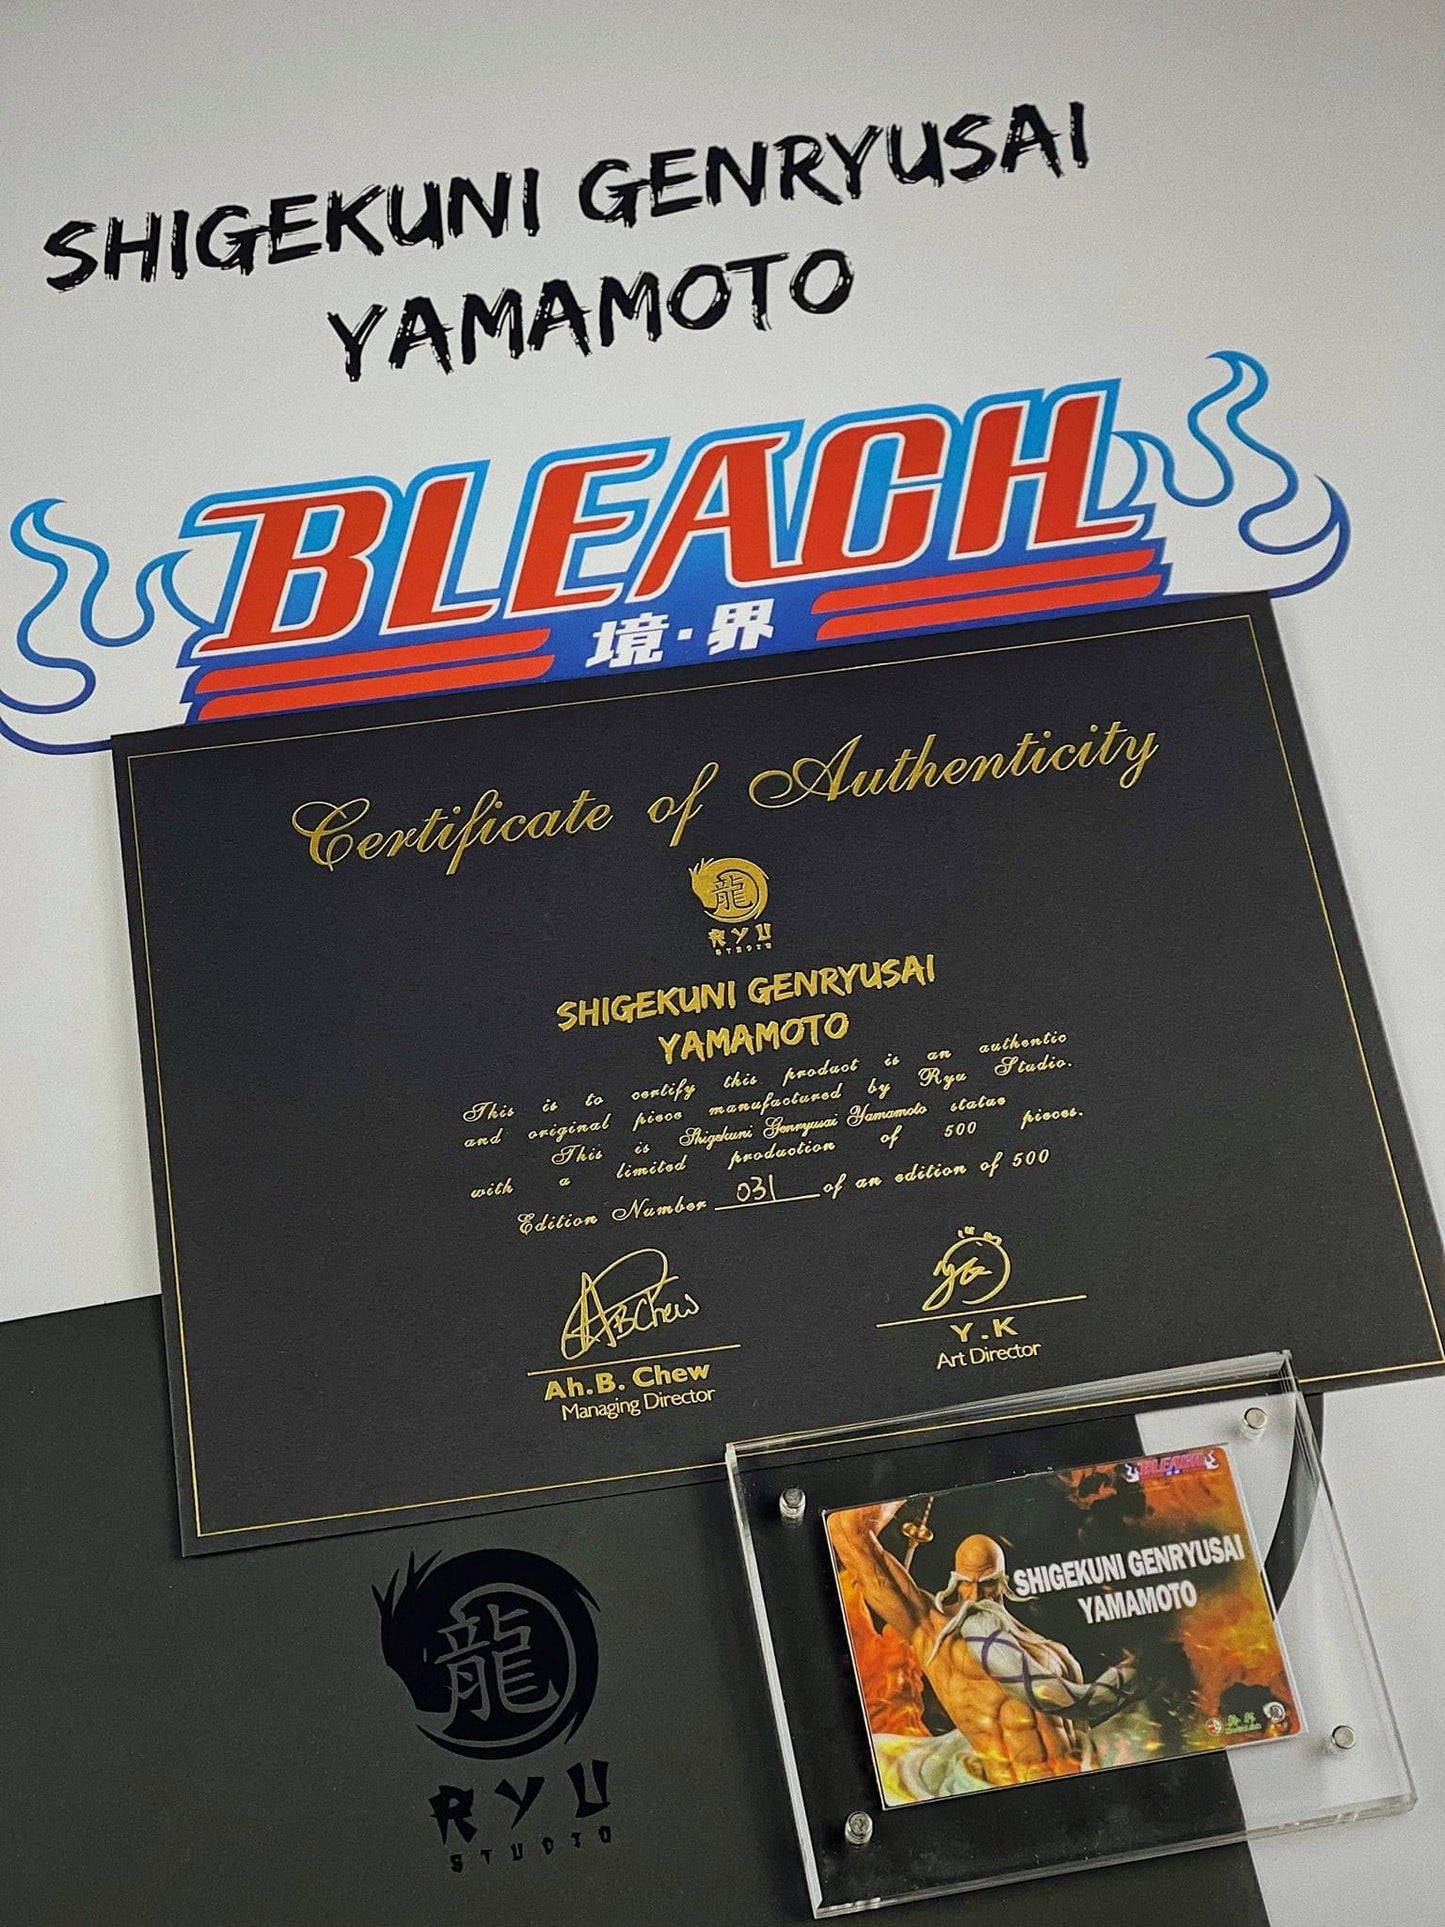 SHIGEKUNI GENRYUSAI
YAMAMOTO
BLEACH
境・界
Certificate of Authenticity
龍
RYU
STUDIO
SHIGEKUNI GENRYUSAI
YAMAMOTO
This is to certify this product is an authentic
and original piece manufactured by Ryu Studio.
This is Shigekuni Genryusai Yamamoto statue
with a limited production of 500 pieces.
Edition Number 031 of an edition of 500
ABChew
Y.K
Ah.B. Chew
Art Director
Managing Director
BLEACH
SHIGEKUNI GENRYUSAI
YAMAMOTO
龍
RYU
STUDIO